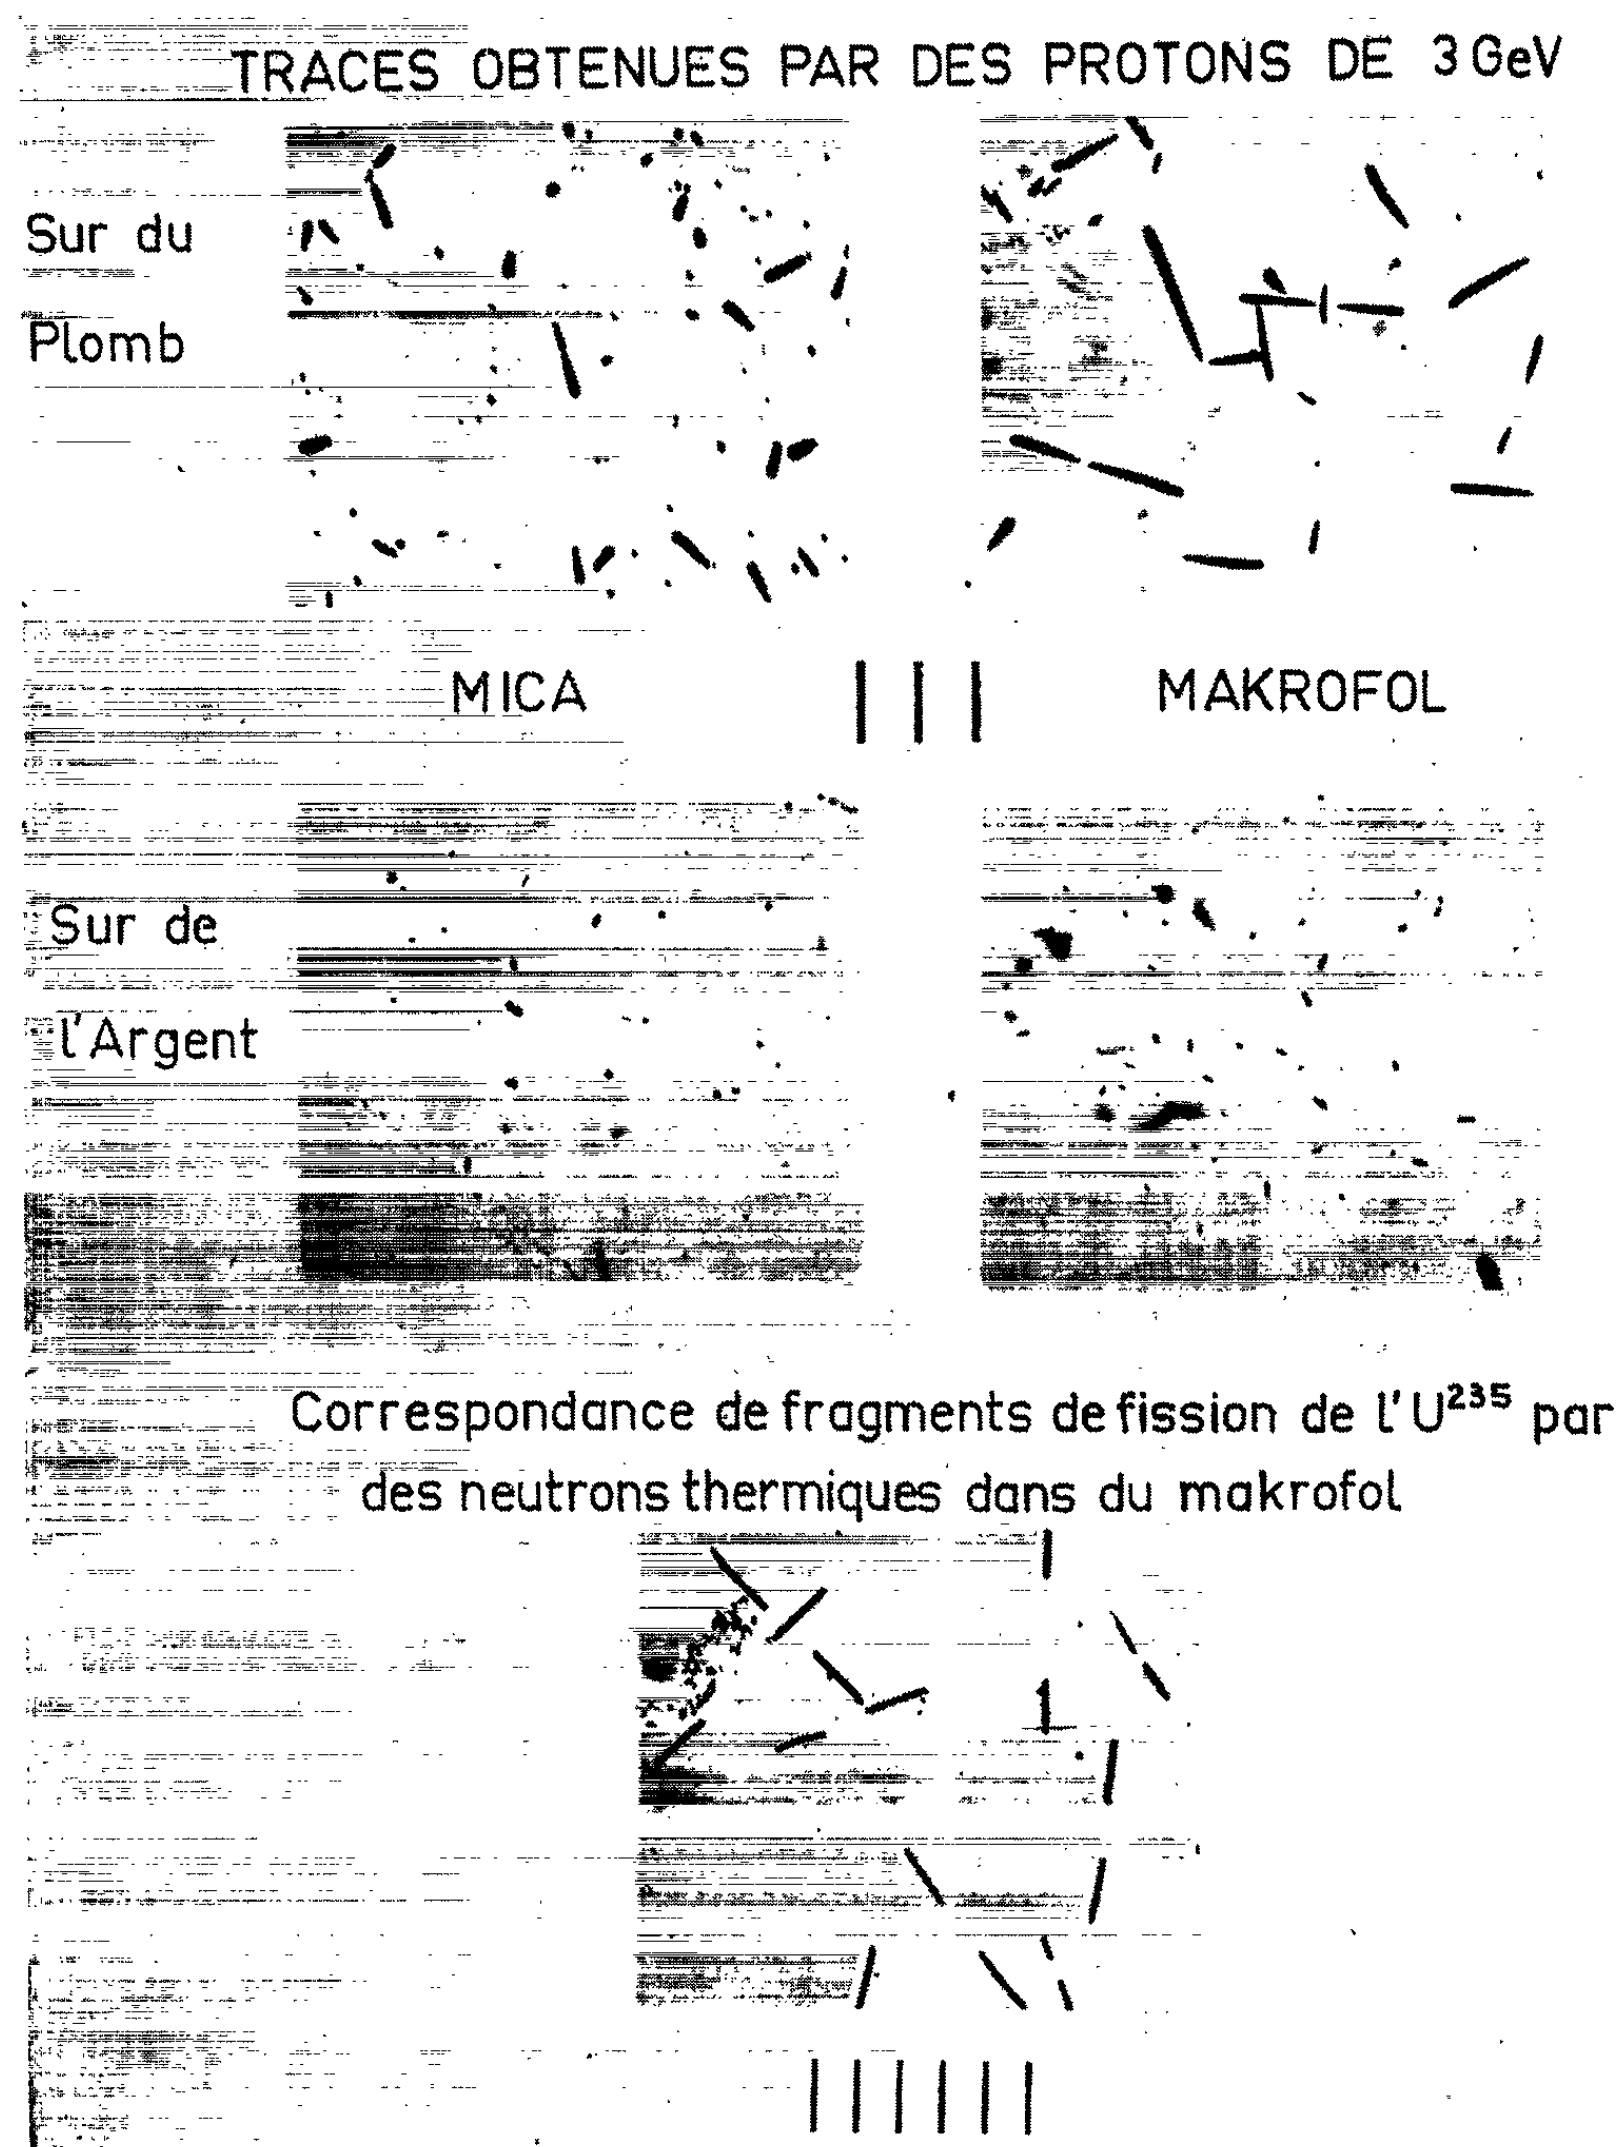 TRACES OBTENUES PAR DES PROTONS DE 3 GeV
Sur du
Plomb
MICA
MAKROFOL
Sur de
l'Argent
Correspondance de fragments de fission de l'U²³⁵ par
des neutrons thermiques dans du makrofol